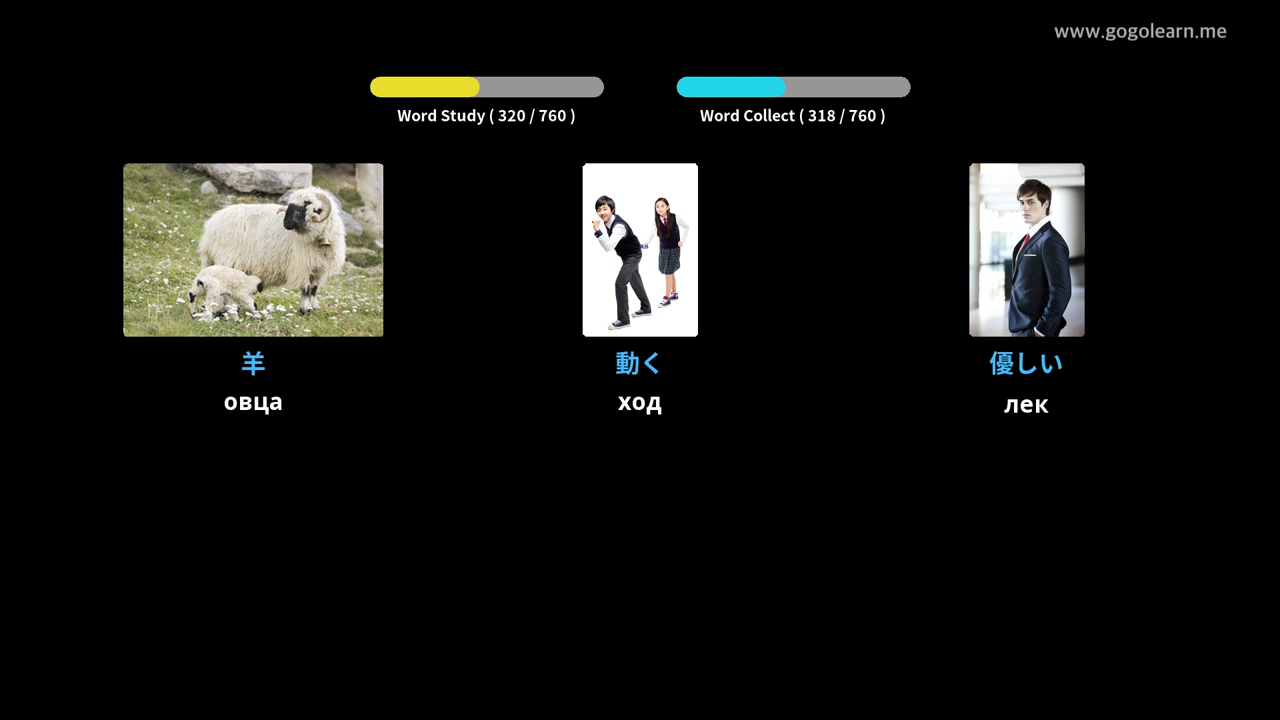 www.gogolearn.me
Word Study ( 320 / 760 )
Word Collect ( 318 / 760 )
羊
動く
優しい
овца
ход
лек